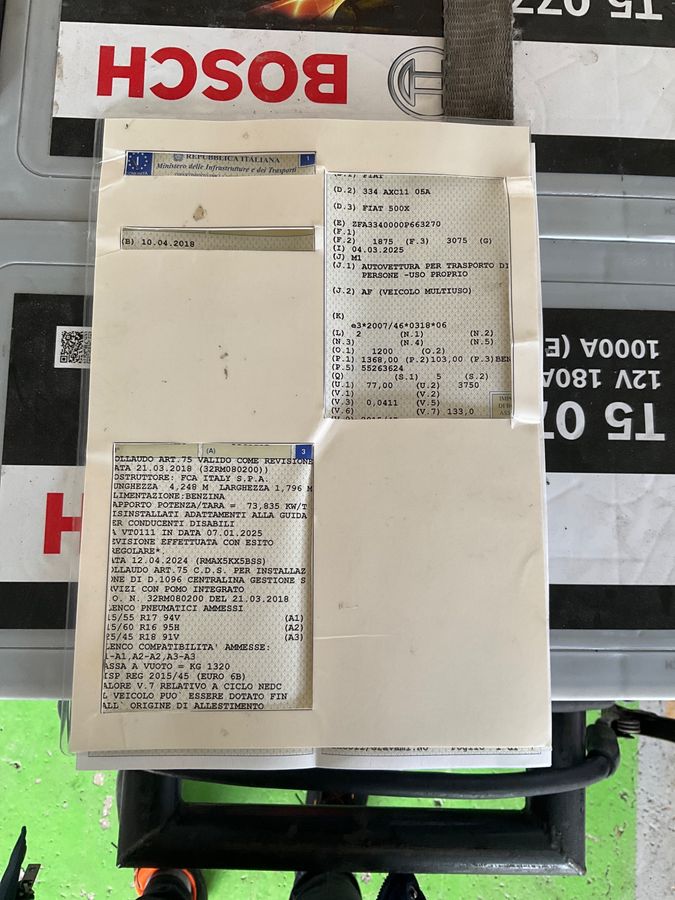 T5 077
BOSCH
REPUBBLICA ITALIANA
1
Ministero delle Infrastrutture e dei Trasporti
(B) 10.04.2018
(D.1) FIAT
(D.2) 334 AXC11 05A
(D.3) FIAT 500X
(E) ZFA3340000P663270
(F.1)
(F.2) 1875 (F.3) 3075 (G)
(I) 04.03.2025
(J) M1
(J.1) AUTOVETTURA PER TRASPORTO DI
PERSONE -USO PROPRIO
(J.2) AF (VEICOLO MULTIUSO)
(K)
e3*2007/46*0318*06
(L) 2 (N.1) (N.2)
(N.3) (N.4) (N.5)
(O.1) 1200 (O.2)
(P.1) 1368,00 (P.2) 103,00 (P.3) BEN
(P.5) 55263624
(Q) (S.1) 5 (S.2)
(U.1) 77,00 (U.2) 3750
(V.1) (V.2)
(V.3) 0,0411 (V.5)
(V.6) (V.7) 133,0
(A)
3
OLLAUDO ART.75 VALIDO COME REVISIONE
ATA 21.03.2018 (32RM080200))
OSTRUTTORE: FCA ITALY S.P.A.
UNGHEZZA 4,248 M LARGHEZZA 1,796 M
LIMENTAZIONE:BENZINA
APPORTO POTENZA/TARA = 73,835 KW/T
ISINSTALLATI ADATTAMENTI ALLA GUIDA
ER CONDUCENTI DISABILI
A VT0111 IN DATA 07.01.2025
EVISIONE EFFETTUATA CON ESITO
REGOLARE*.
ATA 12.04.2024 (RMAX5KX5BSS)
OLLAUDO ART.75 C.D.S. PER INSTALLAZ
ONE DI D.1096 CENTRALINA GESTIONE S
RVIZI CON POMO INTEGRATO
O. N. 32RM080200 DEL 21.03.2018
LENCO PNEUMATICI AMMESSI
15/55 R17 94V (A1)
15/60 R16 95H (A2)
25/45 R18 91V (A3)
LENCO COMPATIBILITA' AMMESSE:
1-A1,A2-A2,A3-A3
ASSA A VUOTO = KG 1320
ISP REG 2015/45 (EURO 6B)
ALORE V.7 RELATIVO A CICLO NEDC
L VEICOLO PUO` ESSERE DOTATO FIN
ALL` ORIGINE DI ALLESTIMENTO
1000A (E
12V 180A
T5 07
H